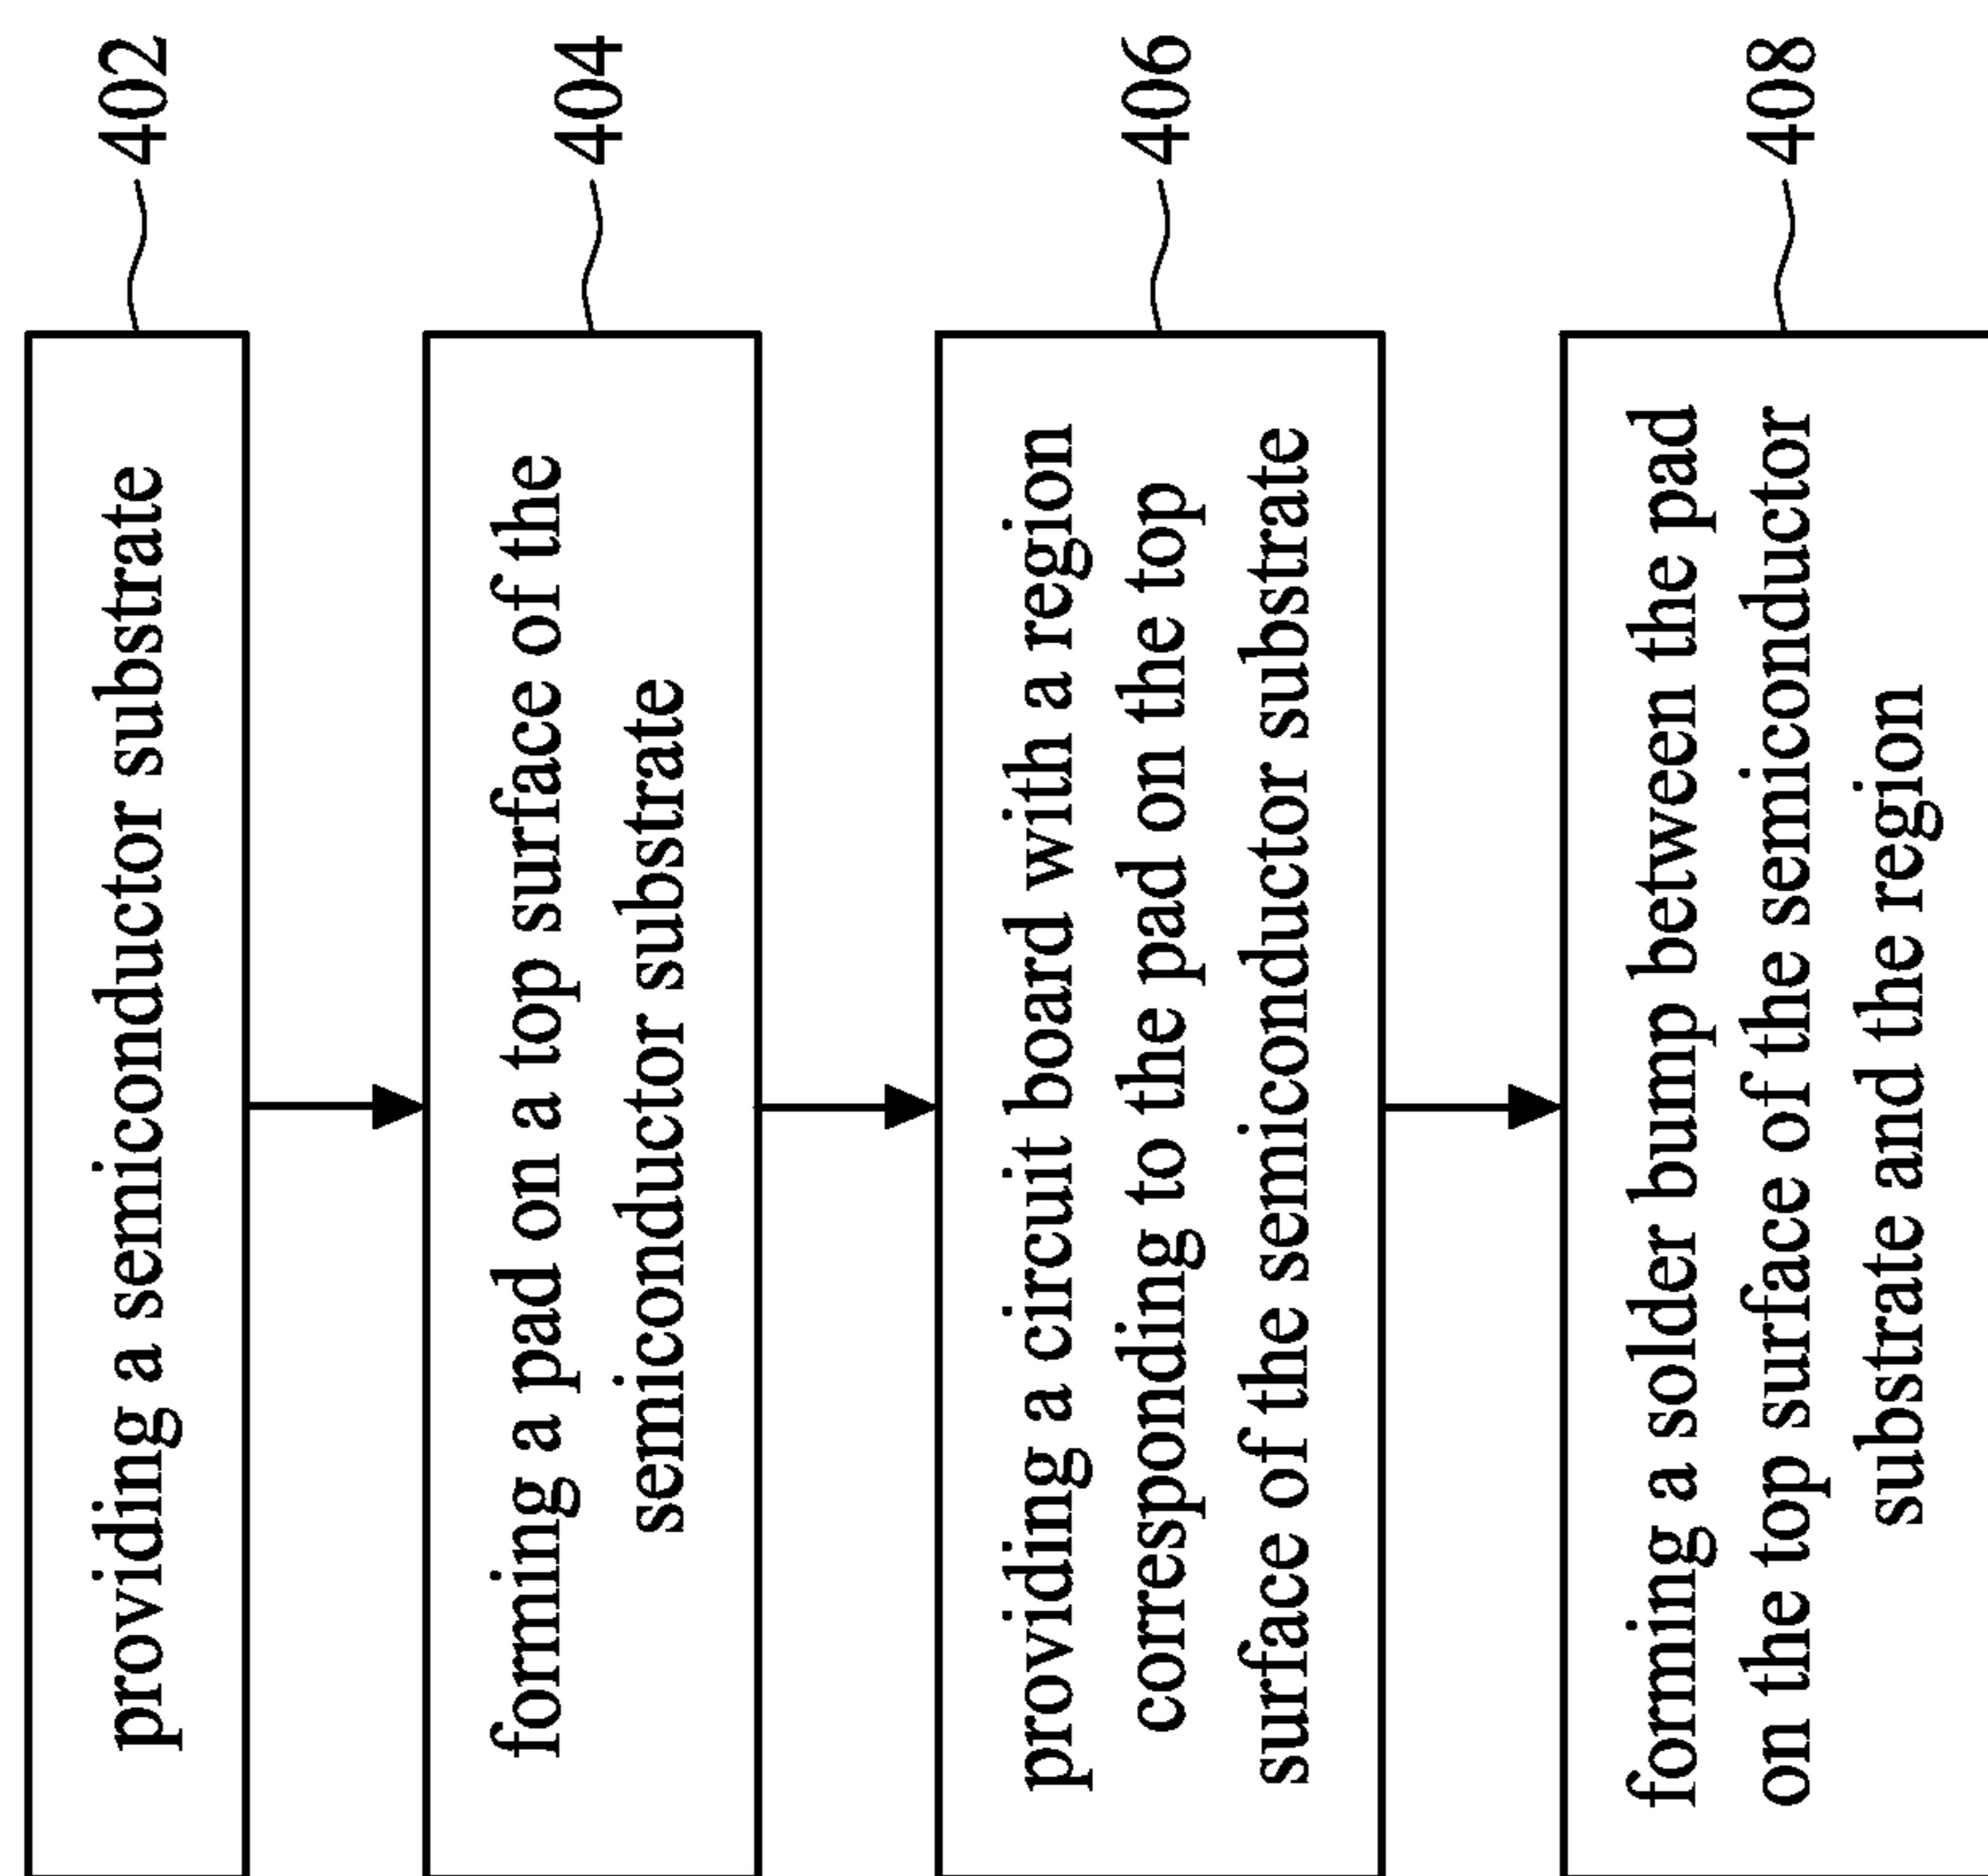 providing a semiconductor substrate
402
forming a pad on a top surface of the
semiconductor substrate
404
providing a circuit board with a region
corresponding to the pad on the top
surface of the semiconductor substrate
406
forming a solder bump between the pad
on the top surface of the semiconductor
substrate and the region
408